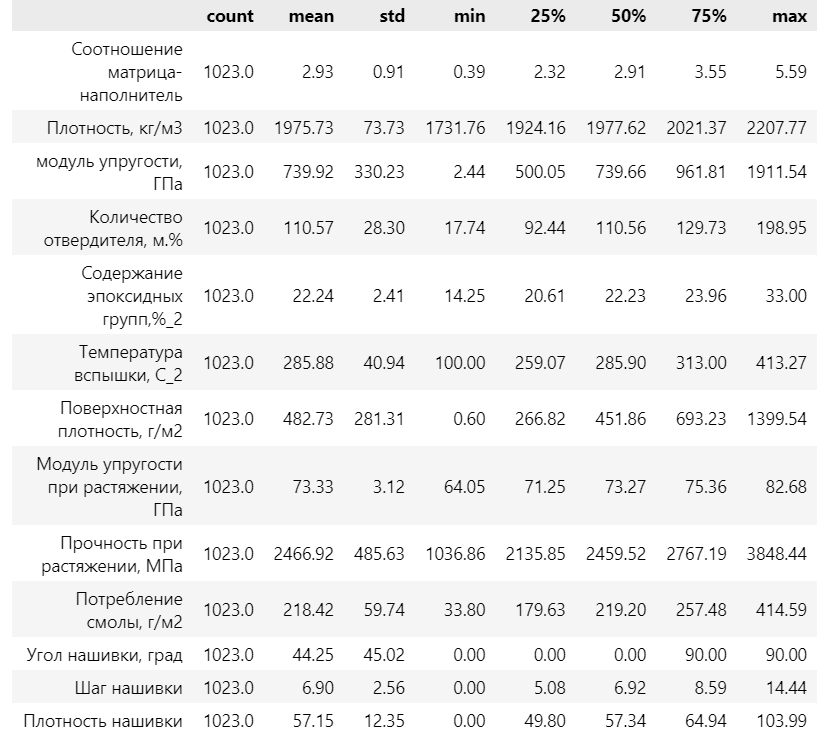 count mean std min 25% 50% 75% max
Соотношение
матрица-
наполнитель
1023.0 2.93 0.91 0.39 2.32 2.91 3.55 5.59
Плотность, кг/м3 1023.0 1975.73 73.73 1731.76 1924.16 1977.62 2021.37 2207.77
модуль упругости,
ГПа
1023.0 739.92 330.23 2.44 500.05 739.66 961.81 1911.54
Количество
отвердителя, м.%
1023.0 110.57 28.30 17.74 92.44 110.56 129.73 198.95
Содержание
эпоксидных
групп,%_2
1023.0 22.24 2.41 14.25 20.61 22.23 23.96 33.00
Температура
вспышки, С_2
1023.0 285.88 40.94 100.00 259.07 285.90 313.00 413.27
Поверхностная
плотность, г/м2
1023.0 482.73 281.31 0.60 266.82 451.86 693.23 1399.54
Модуль упругости
при растяжении,
ГПа
1023.0 73.33 3.12 64.05 71.25 73.27 75.36 82.68
Прочность при
растяжении, МПа
1023.0 2466.92 485.63 1036.86 2135.85 2459.52 2767.19 3848.44
Потребление
смолы, г/м2
1023.0 218.42 59.74 33.80 179.63 219.20 257.48 414.59
Угол нашивки, град 1023.0 44.25 45.02 0.00 0.00 0.00 90.00 90.00
Шаг нашивки 1023.0 6.90 2.56 0.00 5.08 6.92 8.59 14.44
Плотность нашивки 1023.0 57.15 12.35 0.00 49.80 57.34 64.94 103.99